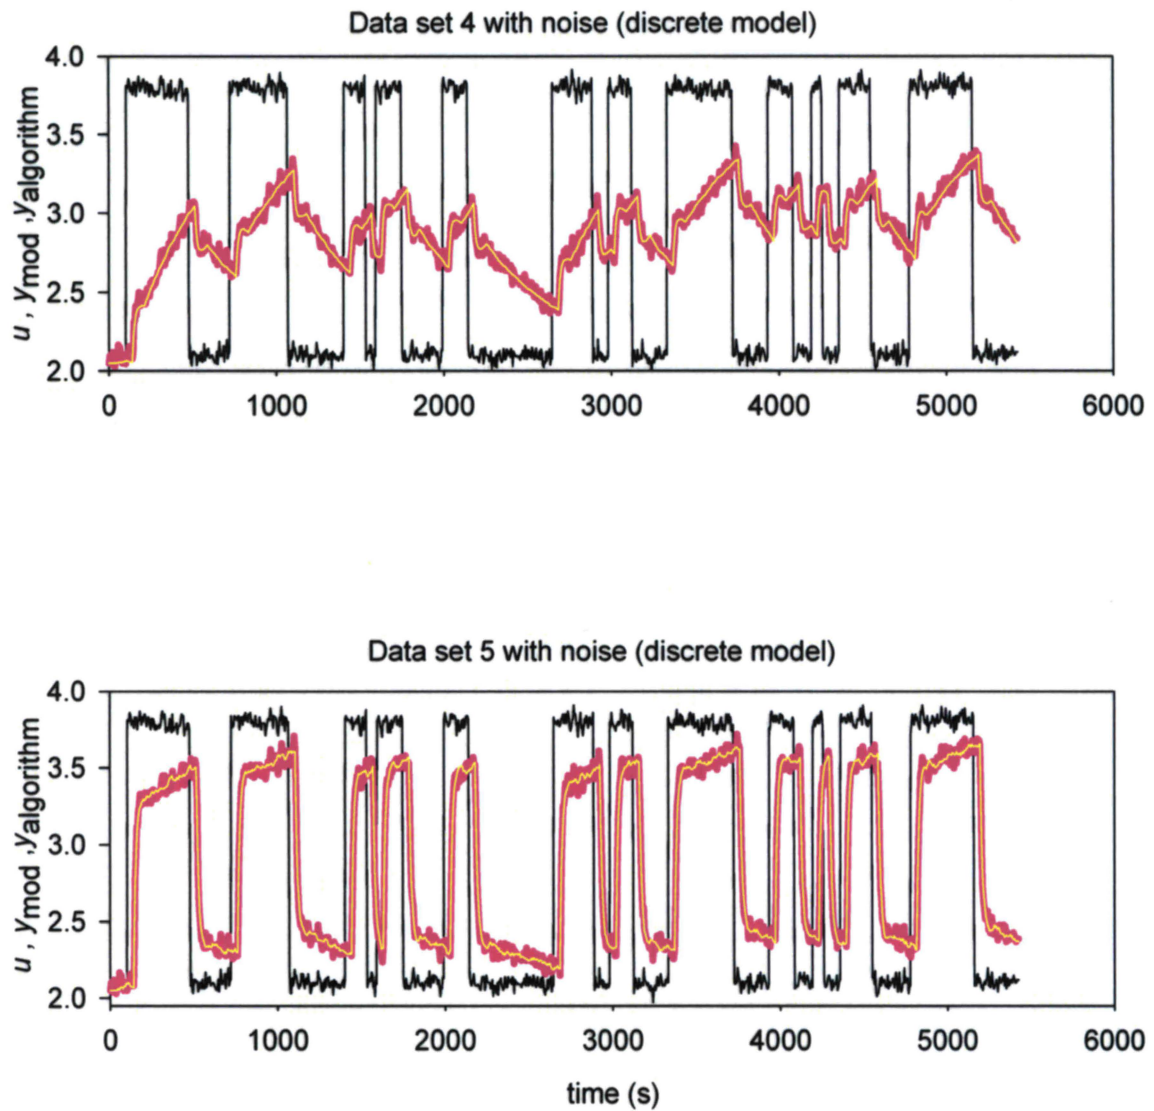 Data set 4 with noise (discrete model)
4.0
3.5
3.0
2.5
2.0
u , ymod ,yalgorithm
0 1000 2000 3000 4000 5000 6000
Data set 5 with noise (discrete model)
4.0
3.5
3.0
2.5
2.0
u , ymod ,yalgorithm
0 1000 2000 3000 4000 5000 6000
time (s)